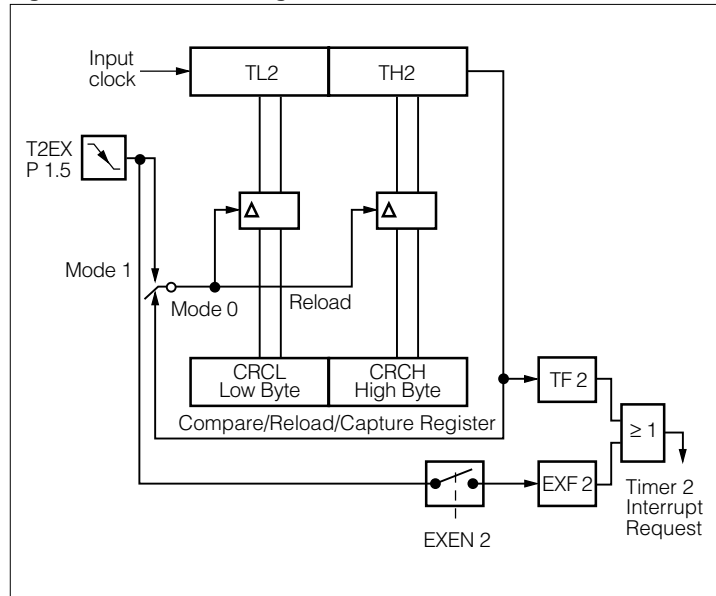 Input
clock
TL2
TH2
T2EX
P 1.5
Δ
Δ
Mode 1
Mode 0
Reload
CRCL
Low Byte
CRCH
High Byte
Compare/Reload/Capture Register
TF 2
≥ 1
EXF 2
EXEN 2
Timer 2
Interrupt
Request